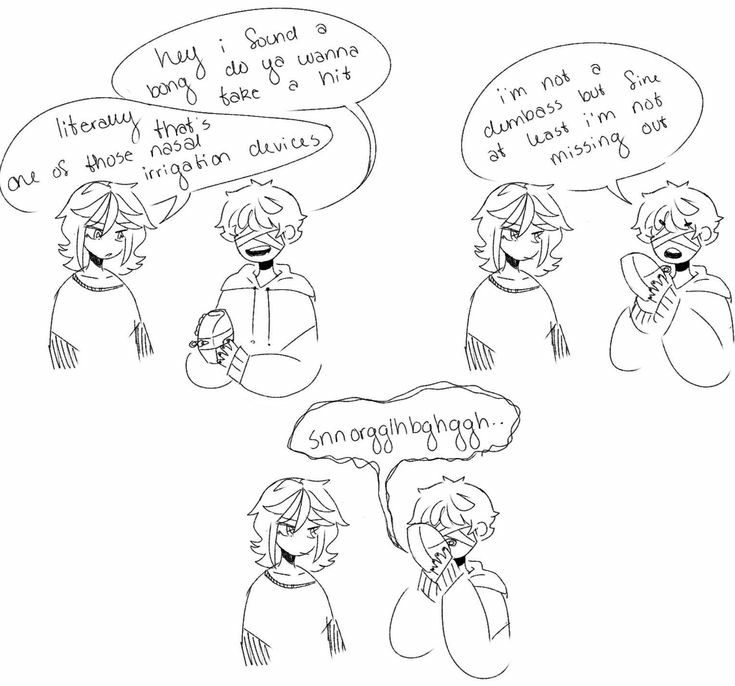 hey i found a
bong do ya wanna
take a hit
literally that's
one of those nasal
irrigation devices
i'm not a
dumbass but fine
at least i'm not
missing out
snnorgglhbghggh..